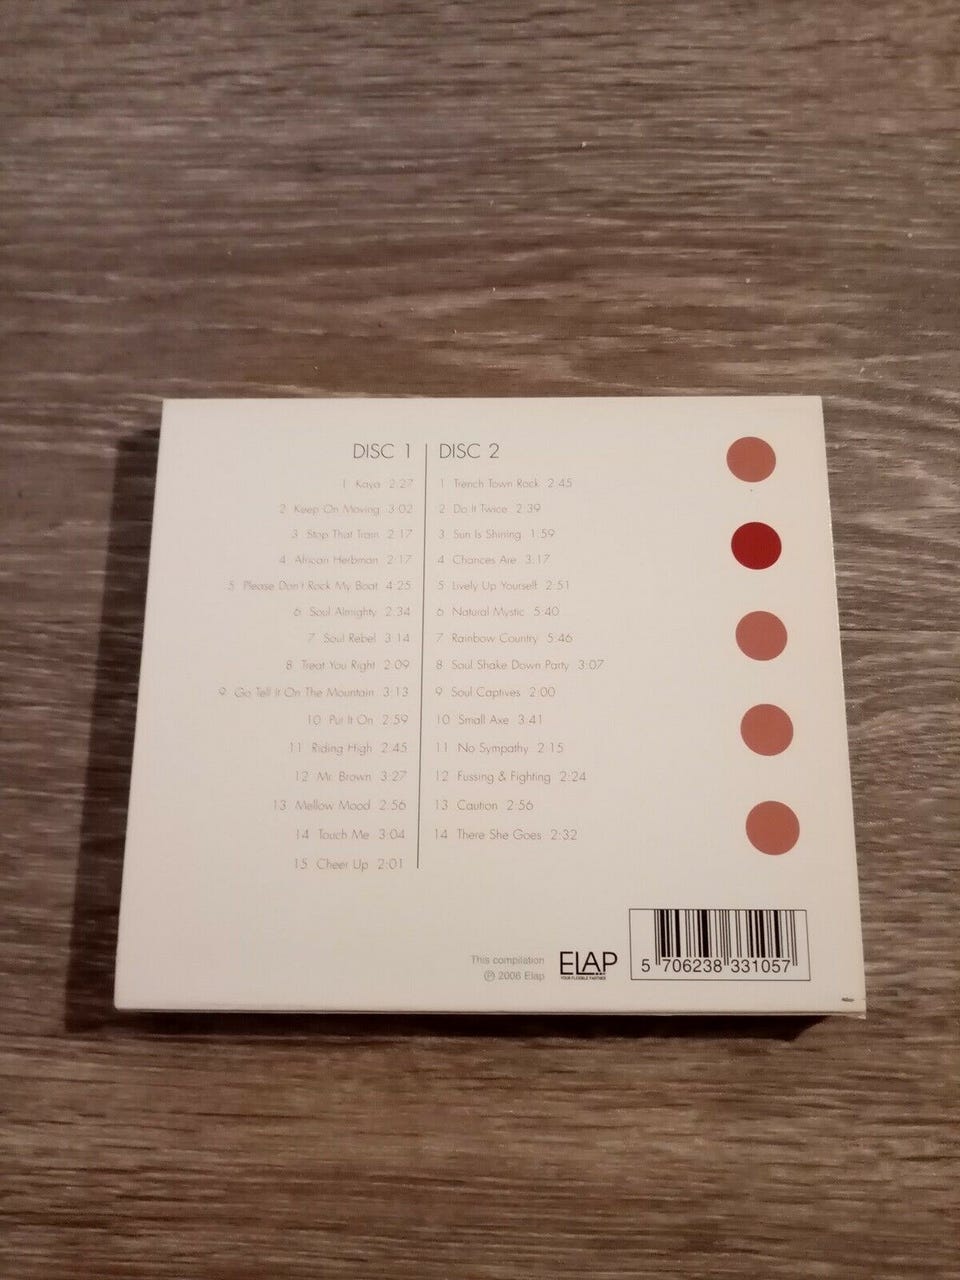 DISC 1
1 Kaya 2:27
2 Keep On Moving 3:02
3 Stop That Train 2:17
4 African Herbman 2:17
5 Please Don't Rock My Boat 4:25
6 Soul Almighty 2:34
7 Soul Rebel 3:14
8 Treat You Right 2:09
9 Go Tell It On The Mountain 3:13
10 Put It On 2:59
11 Riding High 2:45
12 Mr. Brown 3:27
13 Mellow Mood 2:56
14 Touch Me 3:04
15 Cheer Up 2:01
DISC 2
1 Trench Town Rock 2:45
2 Do It Twice 2:39
3 Sun Is Shining 1:59
4 Chances Are 3:17
5 Lively Up Yourself 2:51
6 Natural Mystic 5:40
7 Rainbow Country 5:46
8 Soul Shake Down Party 3:07
9 Soul Captives 2:00
10 Small Axe 3:41
11 No Sympathy 2:15
12 Fussing & Fighting 2:24
13 Caution 2:56
14 There She Goes 2:32
This compilation
℗ 2006 Elap
ELAP
YOUR FLEXIBLE PARTNER
5 706238 331057